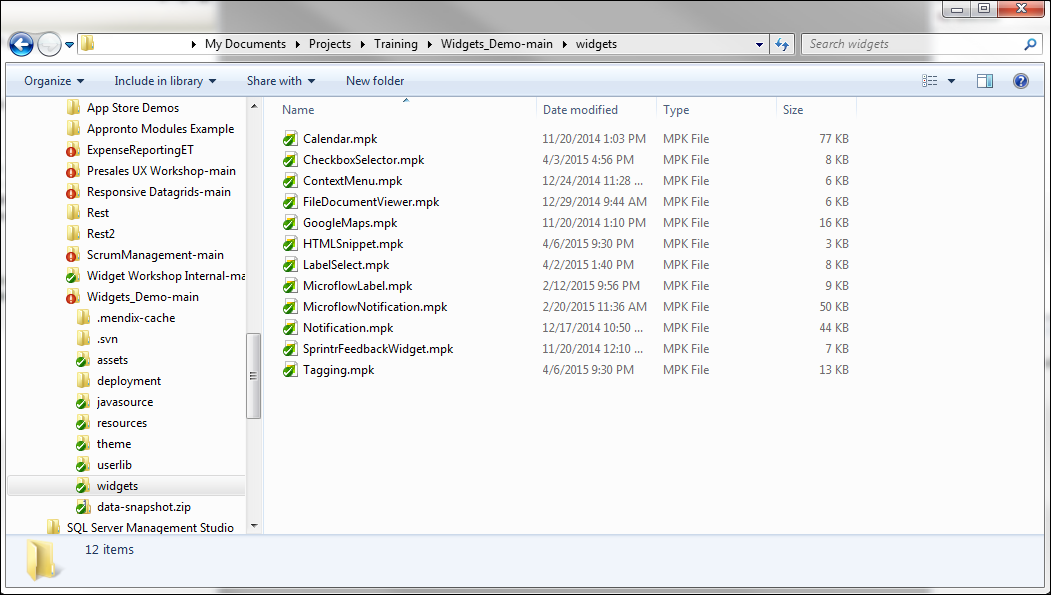 My Documents Projects Training Widgets_Demo-main widgets
Search widgets
Organize Include in library Share with New folder
App Store Demos
Appronto Modules Example
ExpenseReportingET
Presales UX Workshop-main
Responsive Datagrids-main
Rest
Rest2
ScrumManagement-main
Widget Workshop Internal-ma
Widgets_Demo-main
.mendix-cache
.svn
assets
deployment
javasource
resources
theme
userlib
widgets
data-snapshot.zip
SQL Server Management Studio
Name Date modified Type Size
Calendar.mpk 11/20/2014 1:03 PM MPK File 77 KB
CheckboxSelector.mpk 4/3/2015 4:56 PM MPK File 8 KB
ContextMenu.mpk 12/24/2014 11:28 ... MPK File 6 KB
FileDocumentViewer.mpk 12/29/2014 9:44 AM MPK File 6 KB
GoogleMaps.mpk 11/20/2014 1:10 PM MPK File 16 KB
HTMLSnippet.mpk 4/6/2015 9:30 PM MPK File 3 KB
LabelSelect.mpk 4/2/2015 1:40 PM MPK File 8 KB
MicroflowLabel.mpk 2/12/2015 9:56 PM MPK File 9 KB
MicroflowNotification.mpk 2/20/2015 11:36 AM MPK File 50 KB
Notification.mpk 12/17/2014 10:50 ... MPK File 44 KB
SprintrFeedbackWidget.mpk 11/20/2014 12:10 ... MPK File 7 KB
Tagging.mpk 4/6/2015 9:30 PM MPK File 13 KB
12 items